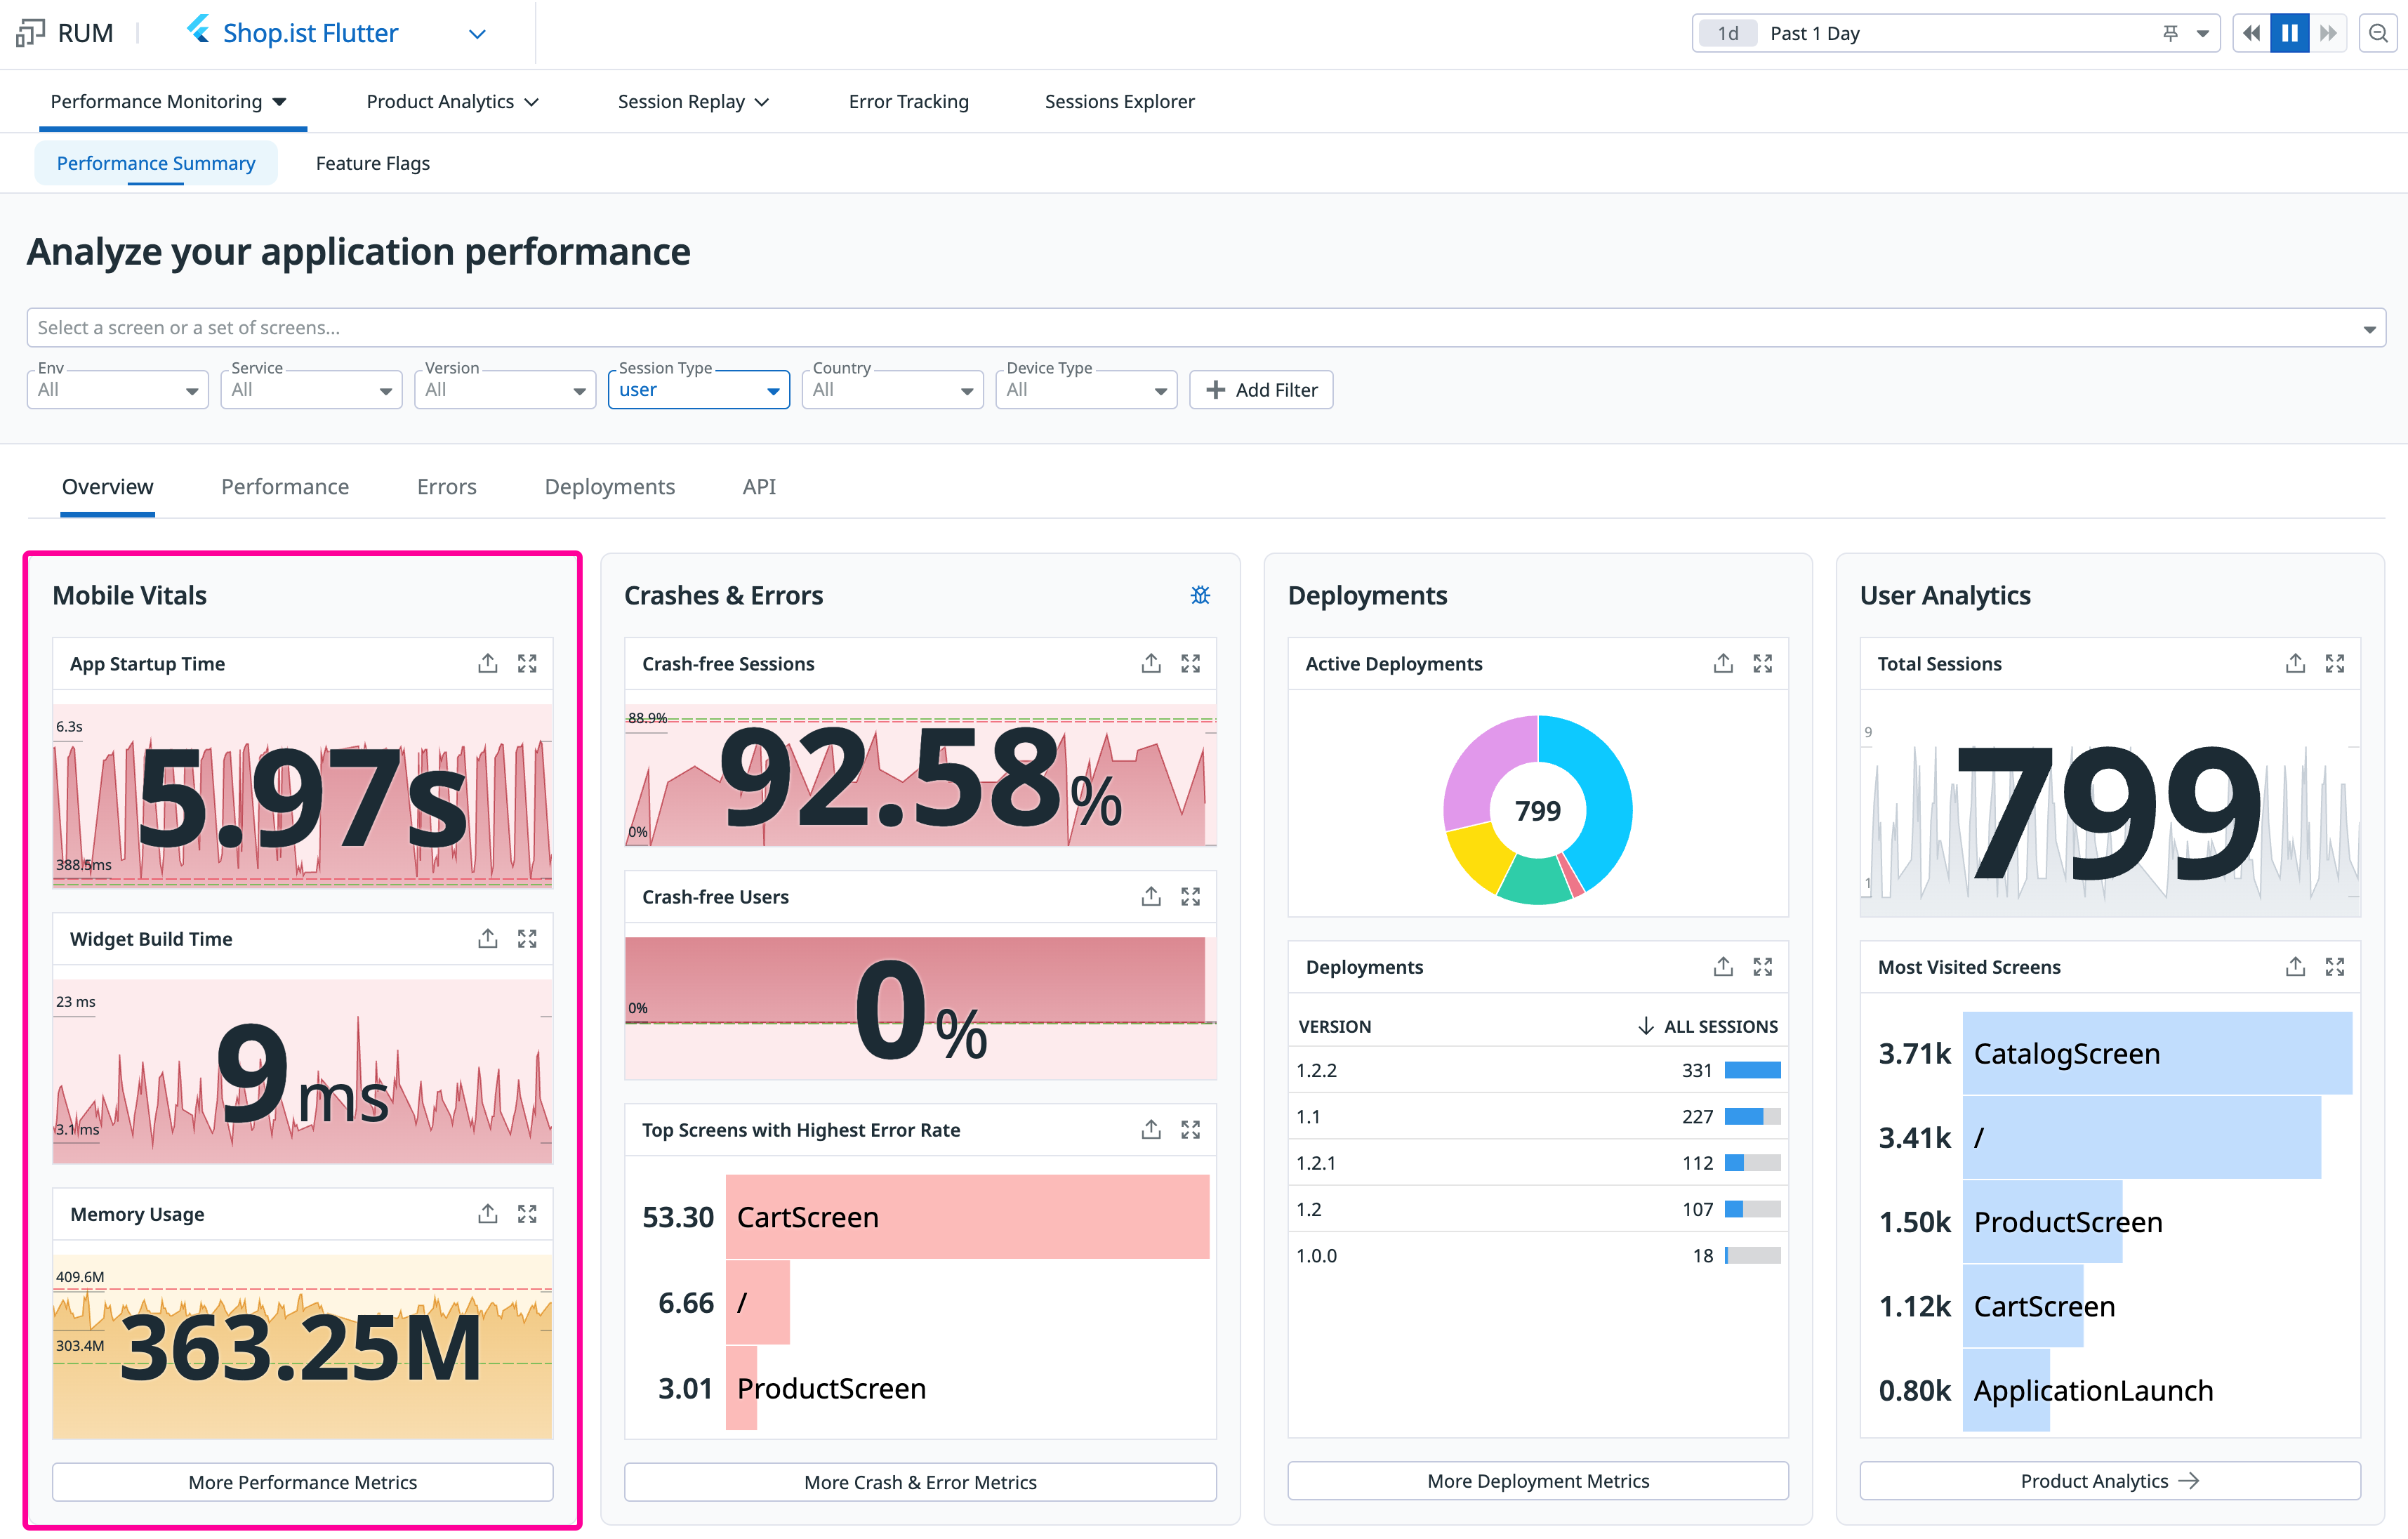 RUM
Shop.ist Flutter
1d Past 1 Day
Performance Monitoring
Product Analytics
Session Replay
Error Tracking
Sessions Explorer
Performance Summary
Feature Flags
Analyze your application performance
Select a screen or a set of screens...
Env
All
Service
All
Version
All
Session Type
user
Country
All
Device Type
All
Add Filter
Overview
Performance
Errors
Deployments
API
Mobile Vitals
App Startup Time
6.3s
5.97s
388.5ms
Widget Build Time
23 ms
9 ms
3.1 ms
Memory Usage
409.6M
363.25M
303.4M
More Performance Metrics
Crashes & Errors
Crash-free Sessions
88.9%
92.58%
0%
Crash-free Users
0%
0%
Top Screens with Highest Error Rate
53.30 CartScreen
6.66 /
3.01 ProductScreen
More Crash & Error Metrics
Deployments
Active Deployments
799
Deployments
VERSION ALL SESSIONS
1.2.2 331
1.1 227
1.2.1 112
1.2 107
1.0.0 18
More Deployment Metrics
User Analytics
Total Sessions
9
799
1
Most Visited Screens
3.71k CatalogScreen
3.41k /
1.50k ProductScreen
1.12k CartScreen
0.80k ApplicationLaunch
Product Analytics